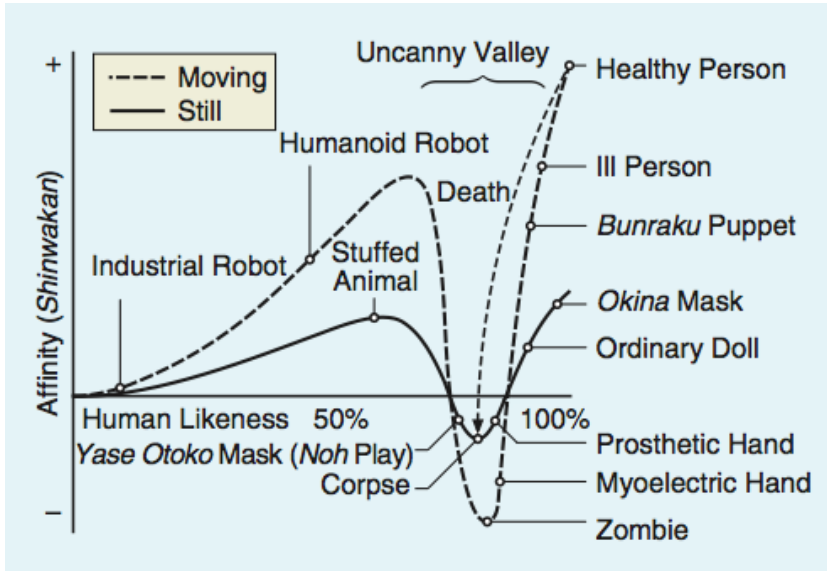 +
Moving
Still
Uncanny Valley
Healthy Person
Humanoid Robot
Death
Ill Person
Bunraku Puppet
Industrial Robot
Stuffed
Animal
Okina Mask
Ordinary Doll
Affinity (Shinwakan)
Human Likeness 50% 100%
Yase Otoko Mask (Noh Play)
Prosthetic Hand
Corpse
Myoelectric Hand
–
Zombie